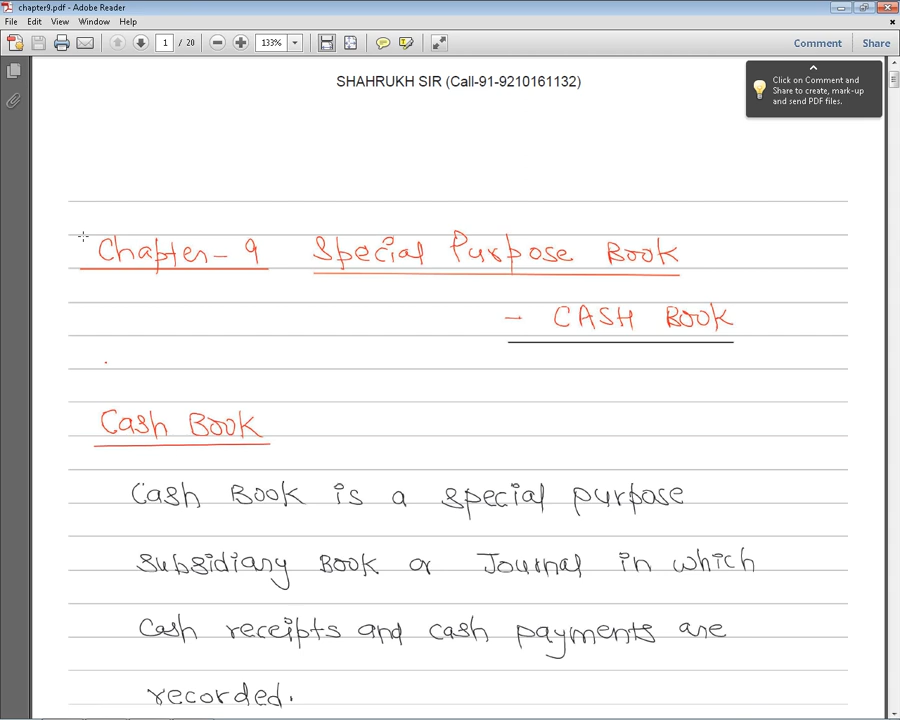 chapter9.pdf - Adobe Reader
File Edit View Window Help
1 / 20 133% Comment Share
SHAHRUKH SIR (Call-91-9210161132)
Click on Comment and
Share to create, mark-up
and send PDF files.
Chapter-9 Special Purpose Book
- CASH BOOK
Cash Book
Cash Book is a special purpose
subsidiary Book or Journal in which
Cash receipts and cash payments are
recorded.